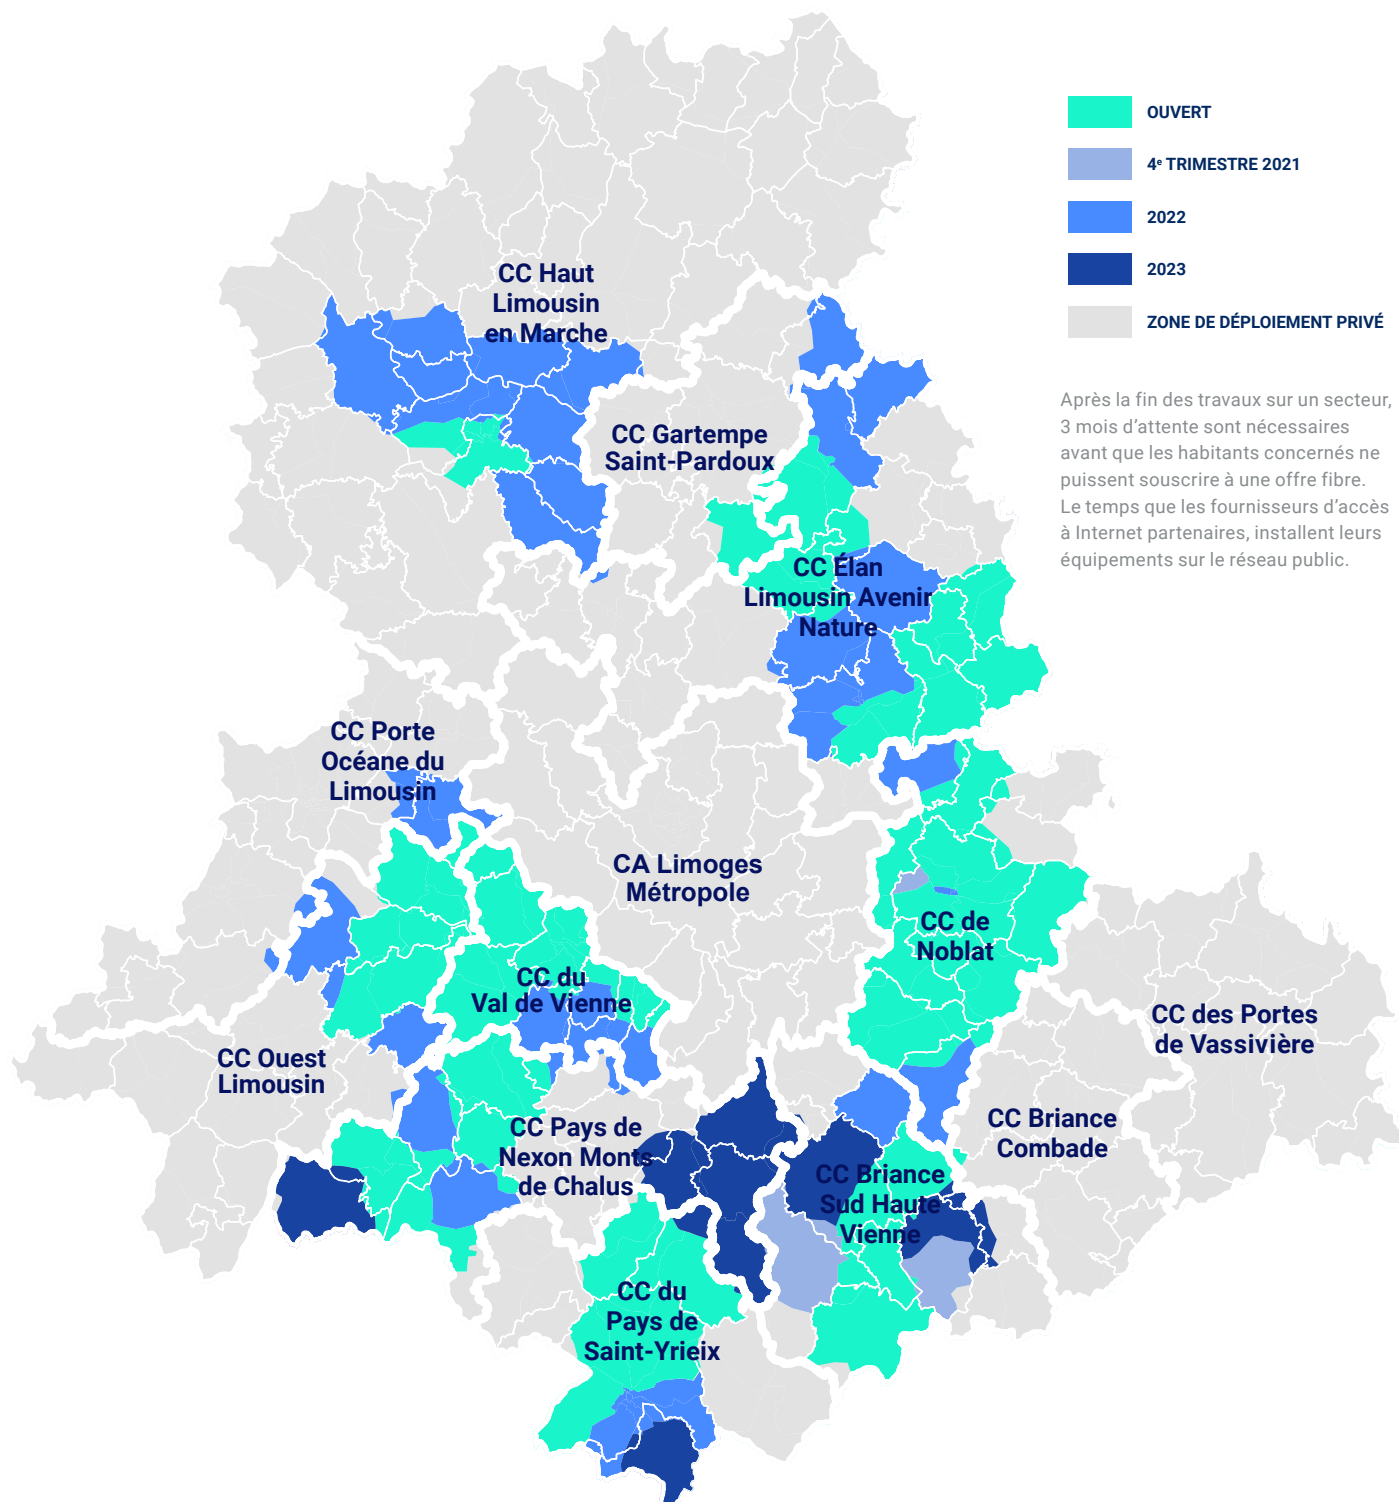 OUVERT
4e TRIMESTRE 2021
2022
2023
ZONE DE DÉPLOIEMENT PRIVÉ
Après la fin des travaux sur un secteur,
3 mois d'attente sont nécessaires
avant que les habitants concernés ne
puissent souscrire à une offre fibre.
Le temps que les fournisseurs d'accès
à Internet partenaires, installent leurs
équipements sur le réseau public.
CC Haut
Limousin
en Marche
CC Gartempe
Saint-Pardoux
CC Élan
Limousin Avenir
Nature
CC Porte
Océane du
Limousin
CA Limoges
Métropole
CC de
Noblat
CC du
Val de Vienne
CC des Portes
de Vassivière
CC Ouest
Limousin
CC Briance
Combade
CC Pays de
Nexon Monts
de Chalus
CC Briance
Sud Haute
Vienne
CC du
Pays de
Saint-Yrieix